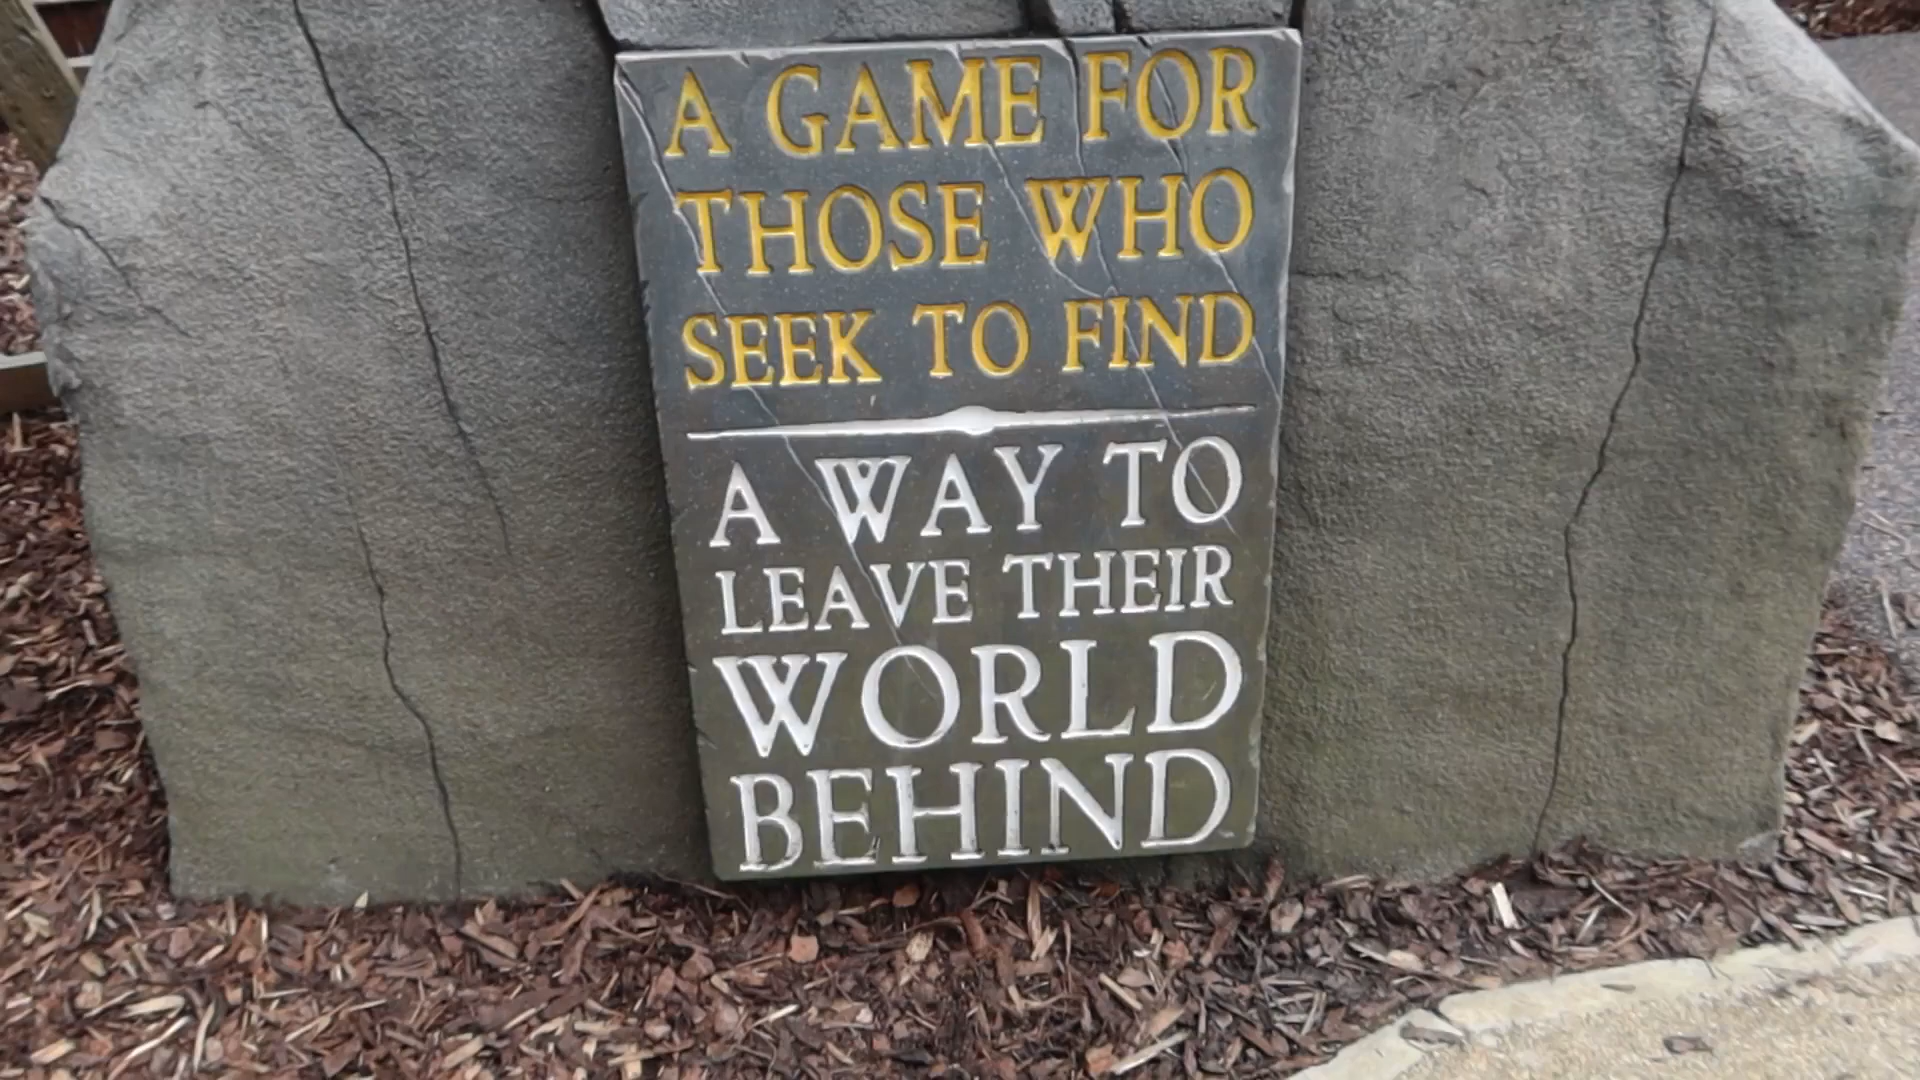 A GAME FOR
THOSE WHO
SEEK TO FIND
A WAY TO
LEAVE THEIR
WORLD
BEHIND